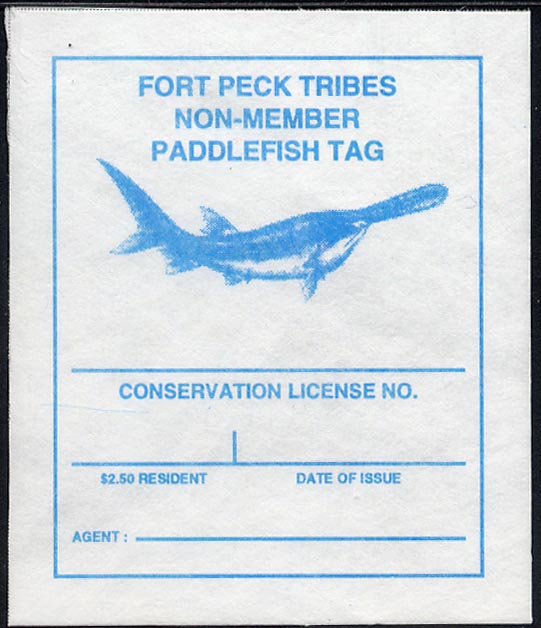 FORT PECK TRIBES
NON-MEMBER
PADDLEFISH TAG
CONSERVATION LICENSE NO.
$2.50 RESIDENT DATE OF ISSUE
AGENT :